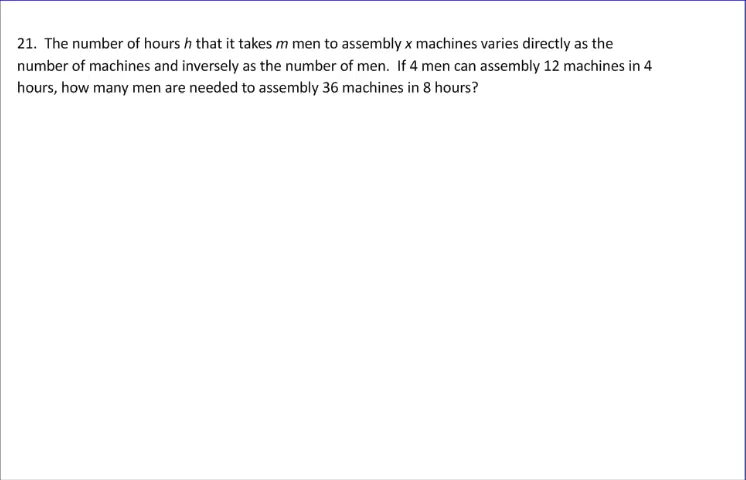 21. The number of hours h that it takes m men to assembly x machines varies directly as the
number of machines and inversely as the number of men. If 4 men can assembly 12 machines in 4
hours, how many men are needed to assembly 36 machines in 8 hours?